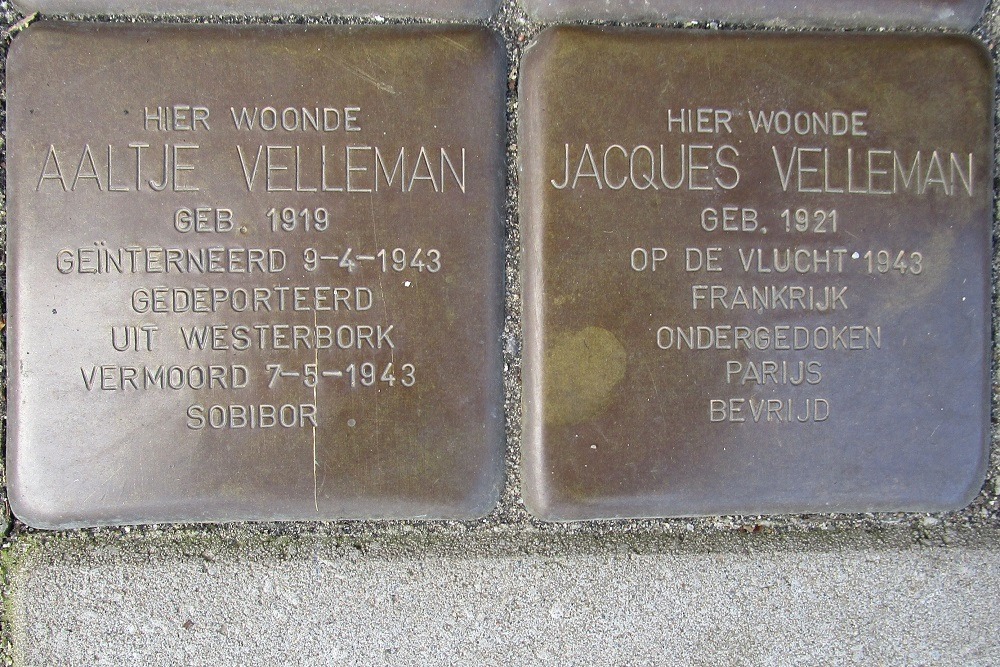 HIER WOONDE
AALTJE VELLEMAN
GEB. 1919
GEÏNTERNEERD 9-4-1943
GEDEPORTEERD
UIT WESTERBORK
VERMOORD 7-5-1943
SOBIBOR
HIER WOONDE
JACQUES VELLEMAN
GEB. 1921
OP DE VLUCHT 1943
FRANKRIJK
ONDERGEDOKEN
PARIJS
BEVRIJD